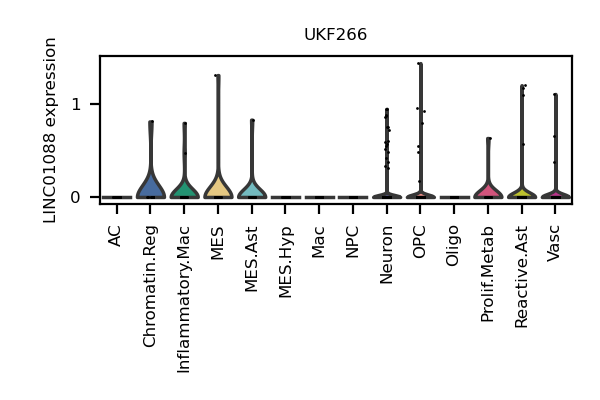 UKF266
LINC01088 expression
1
0
AC
Chromatin.Reg
Inflammatory.Mac
MES
MES.Ast
MES.Hyp
Mac
NPC
Neuron
OPC
Oligo
Prolif.Metab
Reactive.Ast
Vasc